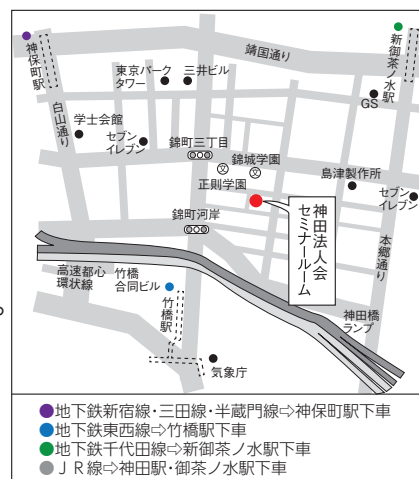 神保町駅
靖国通り
新御茶ノ水駅
東京パークタワー
三井ビル
白山通り
GS
学士会館
セブンイレブン
錦町三丁目
錦城学園
島津製作所
正則学園
セブンイレブン
錦町河岸
神田法人会
セミナールーム
本郷通り
高速都心
環状線
竹橋
合同ビル
竹橋駅
神田橋
ランプ
気象庁
●地下鉄新宿線・三田線・半蔵門線⇨神保町駅下車
●地下鉄東西線⇨竹橋駅下車
●地下鉄千代田線⇨新御茶ノ水駅下車
●ＪＲ線⇨神田駅・御茶ノ水駅下車